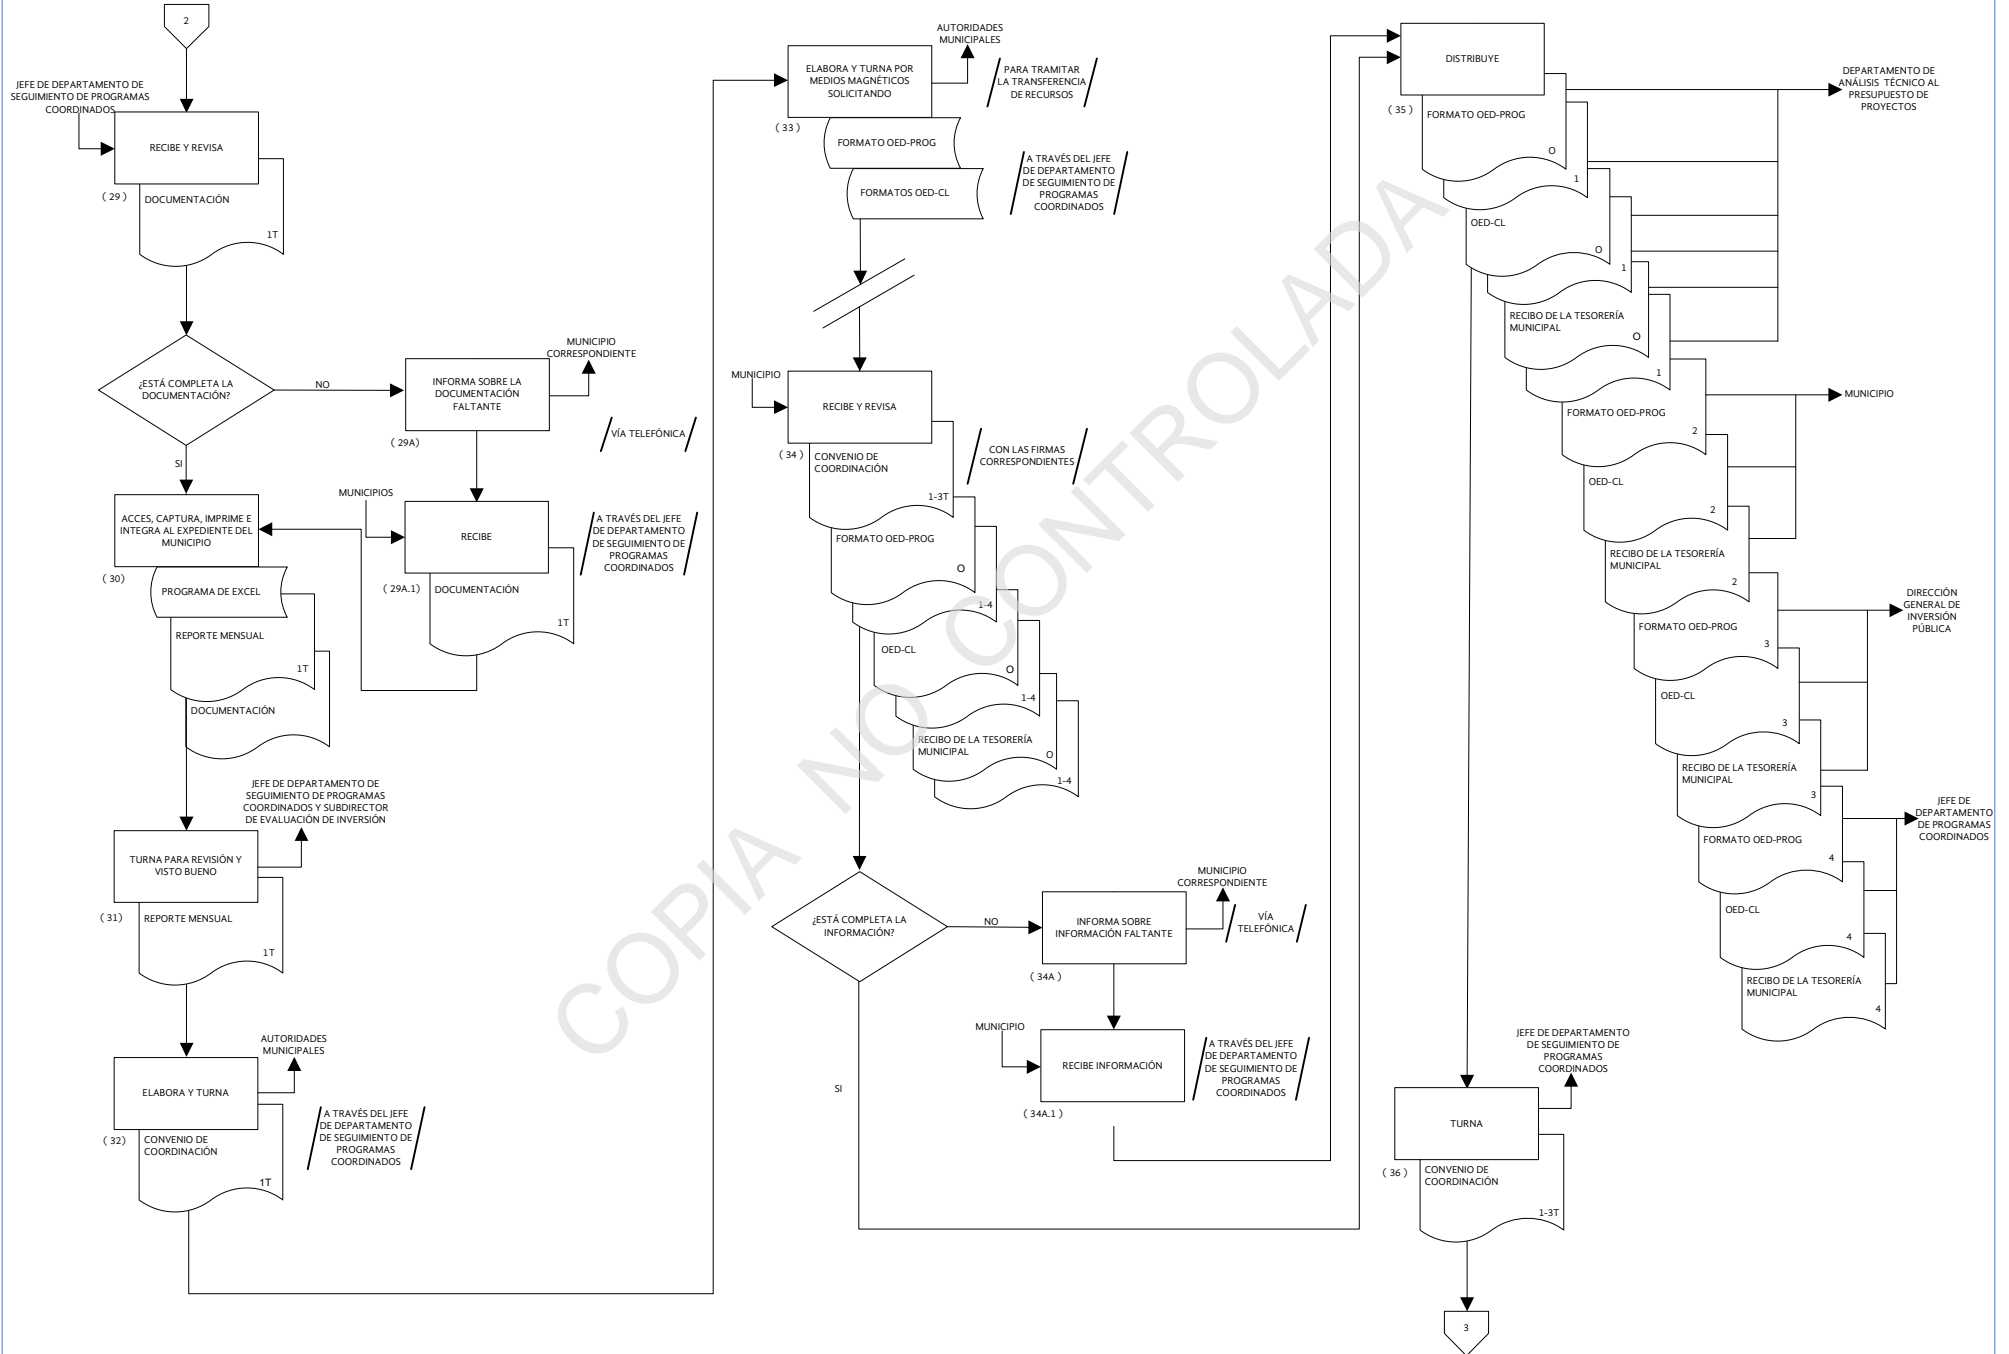 2
JEFE DE DEPARTAMENTO DE
SEGUIMIENTO DE PROGRAMAS
COORDINADOS
RECIBE Y REVISA
( 29 )
DOCUMENTACIÓN
1T
¿ESTÁ COMPLETA LA
DOCUMENTACIÓN?
NO
SI
INFORMA SOBRE LA
DOCUMENTACIÓN
FALTANTE
( 29A)
MUNICIPIO
CORRESPONDIENTE
VÍA TELEFÓNICA
MUNICIPIOS
RECIBE
( 29A.1)
DOCUMENTACIÓN
1T
A TRAVÉS DEL JEFE
DE DEPARTAMENTO
DE SEGUIMIENTO DE
PROGRAMAS
COORDINADOS
ACCES, CAPTURA, IMPRIME E
INTEGRA AL EXPEDIENTE DEL
MUNICIPIO
( 30)
PROGRAMA DE EXCEL
REPORTE MENSUAL
1T
DOCUMENTACIÓN
JEFE DE DEPARTAMENTO DE
SEGUIMIENTO DE PROGRAMAS
COORDINADOS Y SUBDIRECTOR
DE EVALUACIÓN DE INVERSIÓN
TURNA PARA REVISIÓN Y
VISTO BUENO
( 31)
REPORTE MENSUAL
1T
AUTORIDADES
MUNICIPALES
ELABORA Y TURNA
( 32)
CONVENIO DE
COORDINACIÓN
1T
A TRAVÉS DEL JEFE
DE DEPARTAMENTO
DE SEGUIMIENTO DE
PROGRAMAS
COORDINADOS
AUTORIDADES
MUNICIPALES
ELABORA Y TURNA POR
MEDIOS MAGNÉTICOS
SOLICITANDO
( 33 )
PARA TRAMITAR
LA TRANSFERENCIA
DE RECURSOS
FORMATO OED-PROG
FORMATOS OED-CL
A TRAVÉS DEL JEFE
DE DEPARTAMENTO
DE SEGUIMIENTO DE
PROGRAMAS
COORDINADOS
MUNICIPIO
RECIBE Y REVISA
( 34 )
CONVENIO DE
COORDINACIÓN
1-3T
CON LAS FIRMAS
CORRESPONDIENTES
FORMATO OED-PROG
O
1-4
OED-CL
O
1-4
RECIBO DE LA TESORERÍA
MUNICIPAL
O
1-4
¿ESTÁ COMPLETA LA
INFORMACIÓN?
NO
SI
INFORMA SOBRE
INFORMACIÓN FALTANTE
( 34A )
MUNICIPIO
CORRESPONDIENTE
VÍA
TELEFÓNICA
MUNICIPIO
RECIBE INFORMACIÓN
( 34A.1 )
A TRAVÉS DEL JEFE
DE DEPARTAMENTO
DE SEGUIMIENTO DE
PROGRAMAS
COORDINADOS
DISTRIBUYE
( 35)
FORMATO OED-PROG
O
1
OED-CL
O
1
RECIBO DE LA TESORERÍA
MUNICIPAL
O
1
DEPARTAMENTO DE
ANÁLISIS TÉCNICO AL
PRESUPUESTO DE
PROYECTOS
FORMATO OED-PROG
2
OED-CL
2
RECIBO DE LA TESORERÍA
MUNICIPAL
2
MUNICIPIO
FORMATO OED-PROG
3
OED-CL
3
RECIBO DE LA TESORERÍA
MUNICIPAL
3
DIRECCIÓN
GENERAL DE
INVERSIÓN
PÚBLICA
FORMATO OED-PROG
4
OED-CL
4
RECIBO DE LA TESORERÍA
MUNICIPAL
4
JEFE DE
DEPARTAMENTO
DE PROGRAMAS
COORDINADOS
JEFE DE DEPARTAMENTO
DE SEGUIMIENTO DE
PROGRAMAS
COORDINADOS
TURNA
( 36 )
CONVENIO DE
COORDINACIÓN
1-3T
3
COPIA NO CONTROLADA